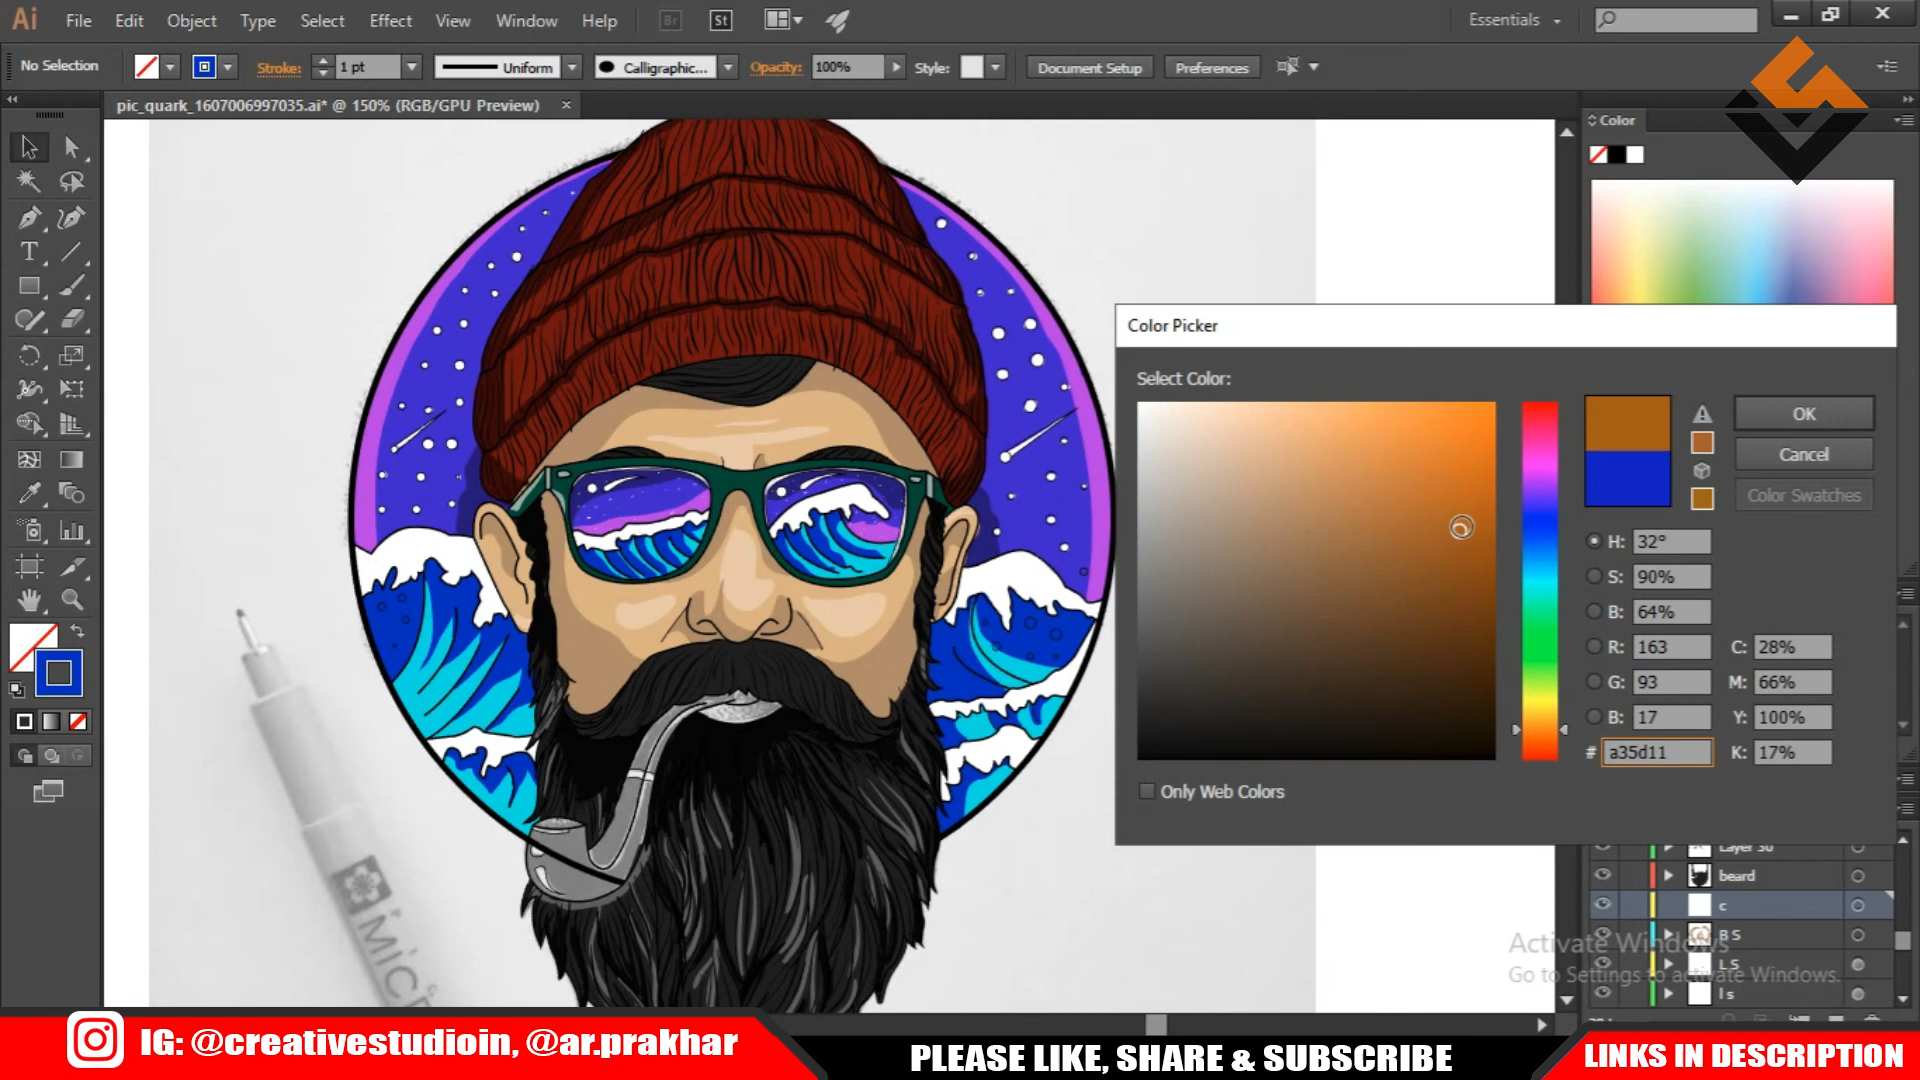 Ai File Edit Object Type Select Effect View Window Help Br St Essentials
No Selection Stroke: 1 pt Uniform Calligraphic... Opacity: 100% Style: Document Setup Preferences
pic_quark_1607006997035.ai* @ 150% (RGB/GPU Preview)
Color
Color Picker
Select Color:
OK
Cancel
Color Swatches
H: 32°
S: 90%
B: 64%
R: 163 C: 28%
G: 93 M: 66%
B: 17 Y: 100%
# a35d11 K: 17%
Only Web Colors
Layer 30
beard
c
B S
L S
l s
Activate Windows
Go to Settings to activate Windows.
IG: @creativestudioin, @ar.prakhar
PLEASE LIKE, SHARE & SUBSCRIBE
LINKS IN DESCRIPTION